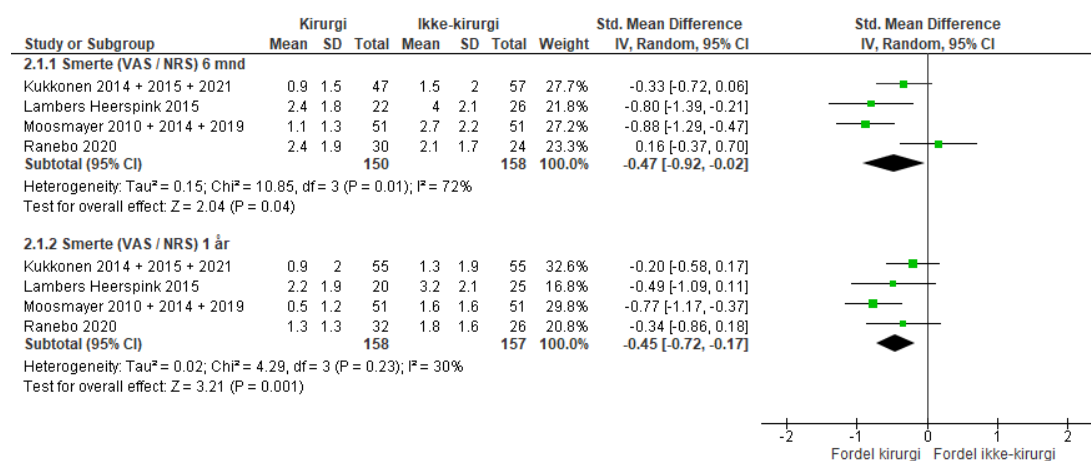 Kirurgi Ikke-kirurgi Std. Mean Difference Std. Mean Difference
Study or Subgroup Mean SD Total Mean SD Total Weight IV, Random, 95% CI IV, Random, 95% CI
2.1.1 Smerte (VAS / NRS) 6 mnd
Kukkonen 2014 + 2015 + 2021 0.9 1.5 47 1.5 2 57 27.7% -0.33 [-0.72, 0.06]
Lambers Heerspink 2015 2.4 1.8 22 4 2.1 26 21.8% -0.80 [-1.39, -0.21]
Moosmayer 2010 + 2014 + 2019 1.1 1.3 51 2.7 2.2 51 27.2% -0.88 [-1.29, -0.47]
Ranebo 2020 2.4 1.9 30 2.1 1.7 24 23.3% 0.16 [-0.37, 0.70]
Subtotal (95% CI) 150 158 100.0% -0.47 [-0.92, -0.02]
Heterogeneity: Tau² = 0.15; Chi² = 10.85, df = 3 (P = 0.01); I² = 72%
Test for overall effect: Z = 2.04 (P = 0.04)
2.1.2 Smerte (VAS / NRS) 1 år
Kukkonen 2014 + 2015 + 2021 0.9 2 55 1.3 1.9 55 32.6% -0.20 [-0.58, 0.17]
Lambers Heerspink 2015 2.2 1.9 20 3.2 2.1 25 16.8% -0.49 [-1.09, 0.11]
Moosmayer 2010 + 2014 + 2019 0.5 1.2 51 1.6 1.6 51 29.8% -0.77 [-1.17, -0.37]
Ranebo 2020 1.3 1.3 32 1.8 1.6 26 20.8% -0.34 [-0.86, 0.18]
Subtotal (95% CI) 158 157 100.0% -0.45 [-0.72, -0.17]
Heterogeneity: Tau² = 0.02; Chi² = 4.29, df = 3 (P = 0.23); I² = 30%
Test for overall effect: Z = 3.21 (P = 0.001)
-2 -1 0 1 2
Fordel kirurgi Fordel ikke-kirurgi